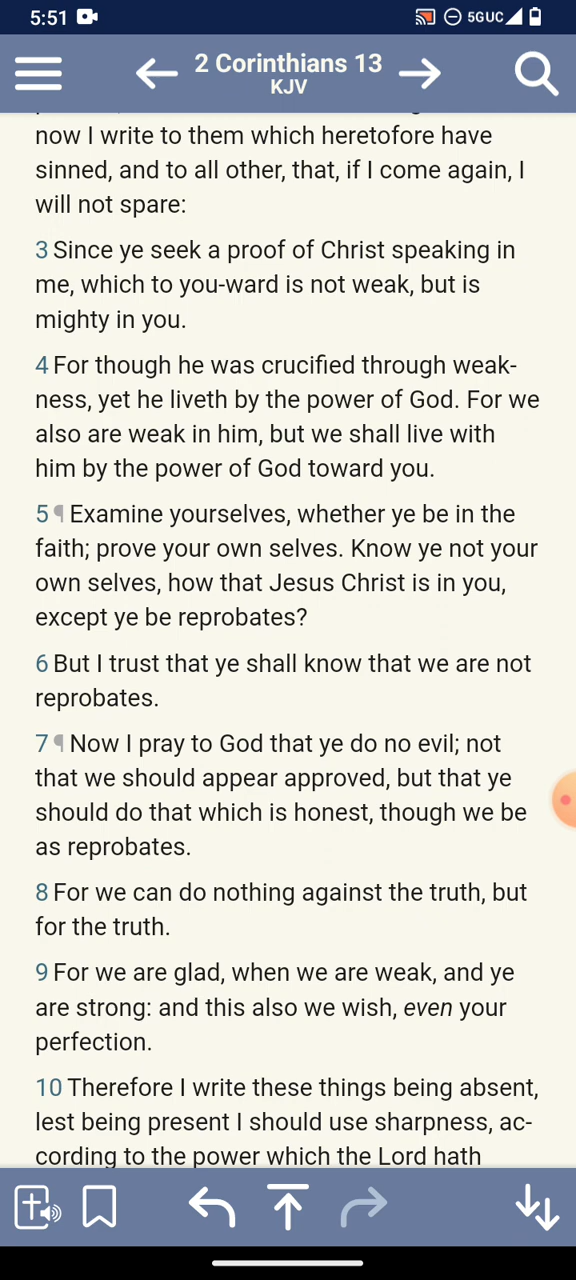 5:51
5GUC
2 Corinthians 13
KJV
now I write to them which heretofore have
sinned, and to all other, that, if I come again, I
will not spare:
3 Since ye seek a proof of Christ speaking in
me, which to you-ward is not weak, but is
mighty in you.
4 For though he was crucified through weak-
ness, yet he liveth by the power of God. For we
also are weak in him, but we shall live with
him by the power of God toward you.
5 ¶ Examine yourselves, whether ye be in the
faith; prove your own selves. Know ye not your
own selves, how that Jesus Christ is in you,
except ye be reprobates?
6 But I trust that ye shall know that we are not
reprobates.
7 ¶ Now I pray to God that ye do no evil; not
that we should appear approved, but that ye
should do that which is honest, though we be
as reprobates.
8 For we can do nothing against the truth, but
for the truth.
9 For we are glad, when we are weak, and ye
are strong: and this also we wish, even your
perfection.
10 Therefore I write these things being absent,
lest being present I should use sharpness, ac-
cording to the power which the Lord hath